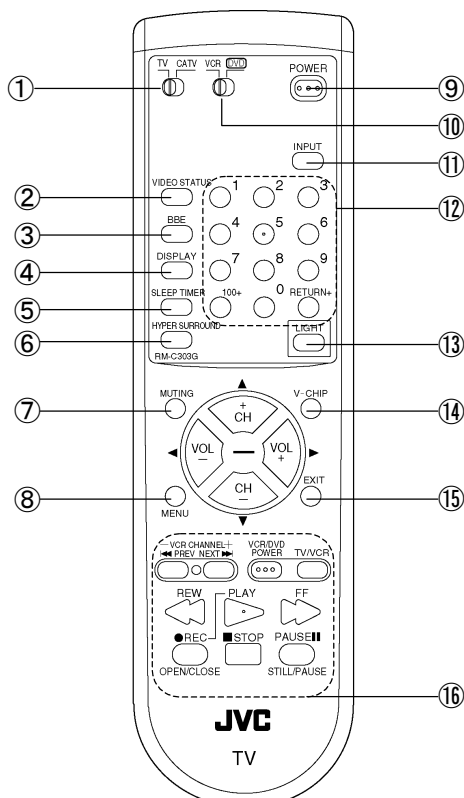 TV CATV VCR DVD
POWER
① ⑨
⑩
INPUT
⑪
VIDEO STATUS 1 2 3
② ⑫
BBE 4 5 6
③
DISPLAY 7 8 9
④
SLEEP TIMER 100+ 0 RETURN+
⑤
HYPER SURROUND LIGHT
⑥ ⑬
RM-C303G
MUTING + CH V-CHIP
⑦ ⑭
VOL – VOL +
CH – EXIT
⑧ ⑮
MENU
– VCR CHANNEL + VCR/DVD
PREV NEXT POWER TV/VCR
REW PLAY FF
REC STOP PAUSE
OPEN/CLOSE STILL/PAUSE
⑯
JVC
TV